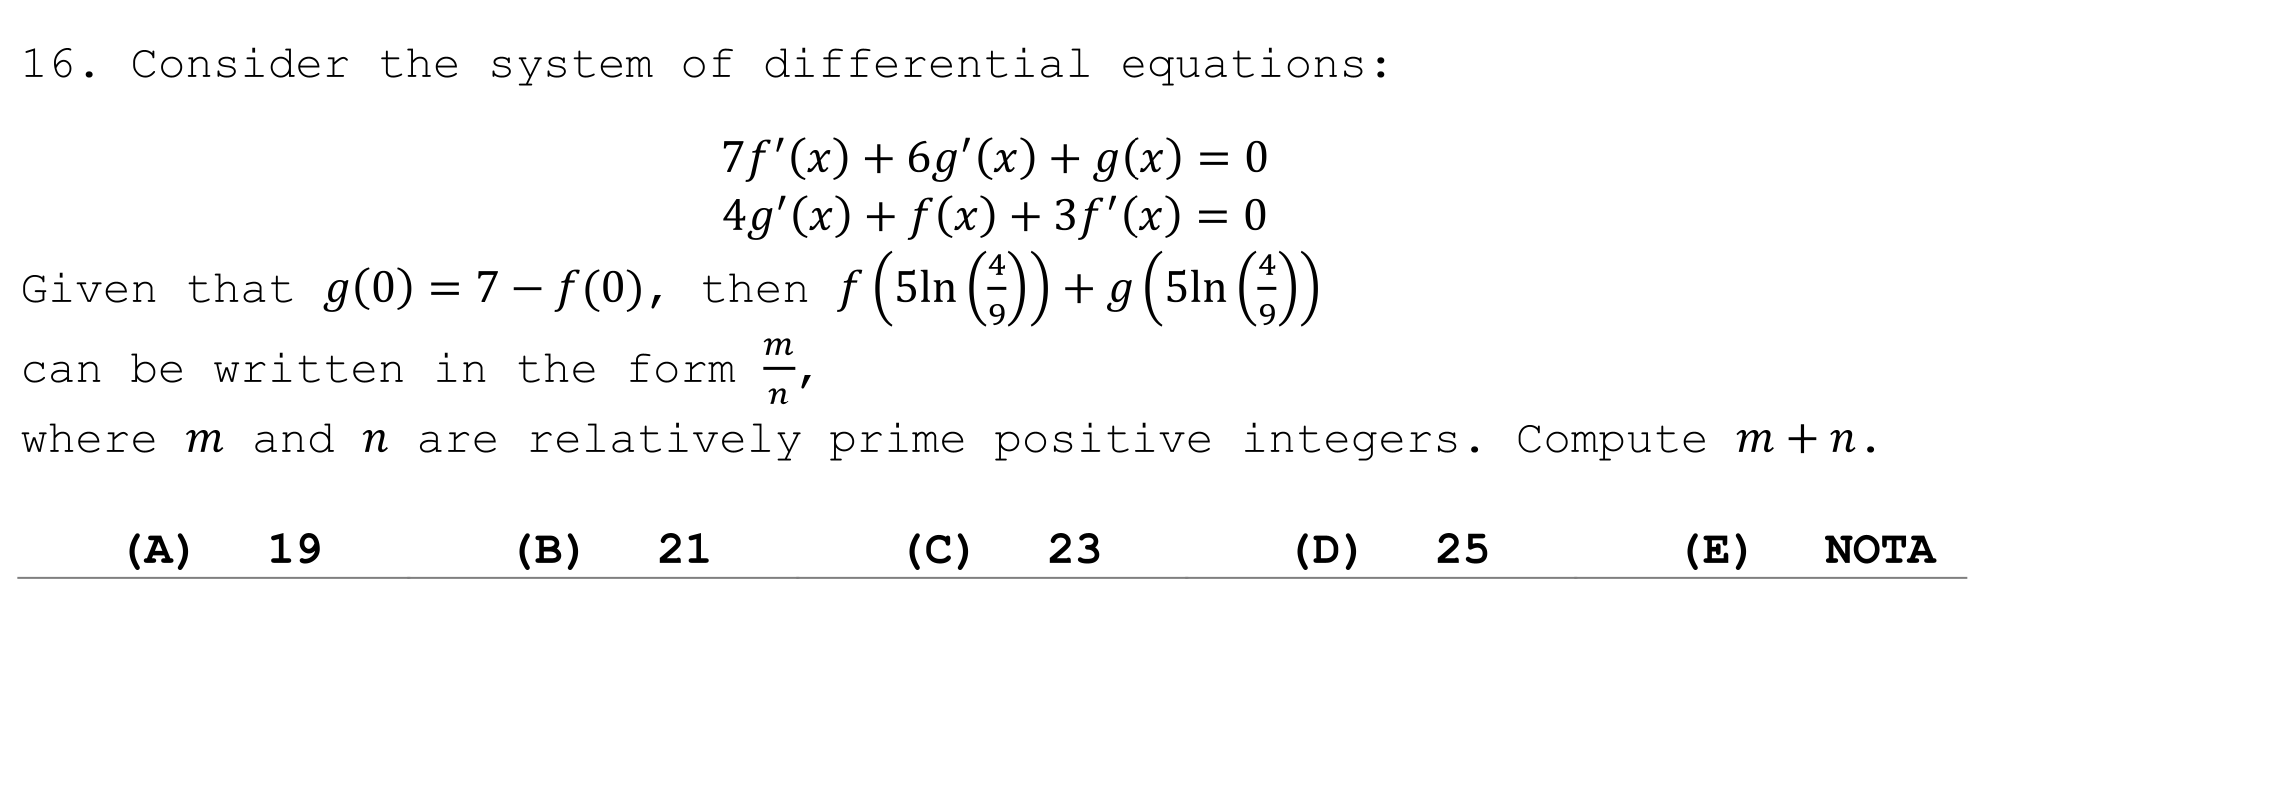 16. Consider the system of differential equations:
7f′(x) + 6g′(x) + g(x) = 0
4g′(x) + f(x) + 3f′(x) = 0
Given that g(0) = 7 − f(0), then f(5ln(4/9)) + g(5ln(4/9))
can be written in the form m/n,
where m and n are relatively prime positive integers. Compute m + n.
(A) 19 (B) 21 (C) 23 (D) 25 (E) NOTA